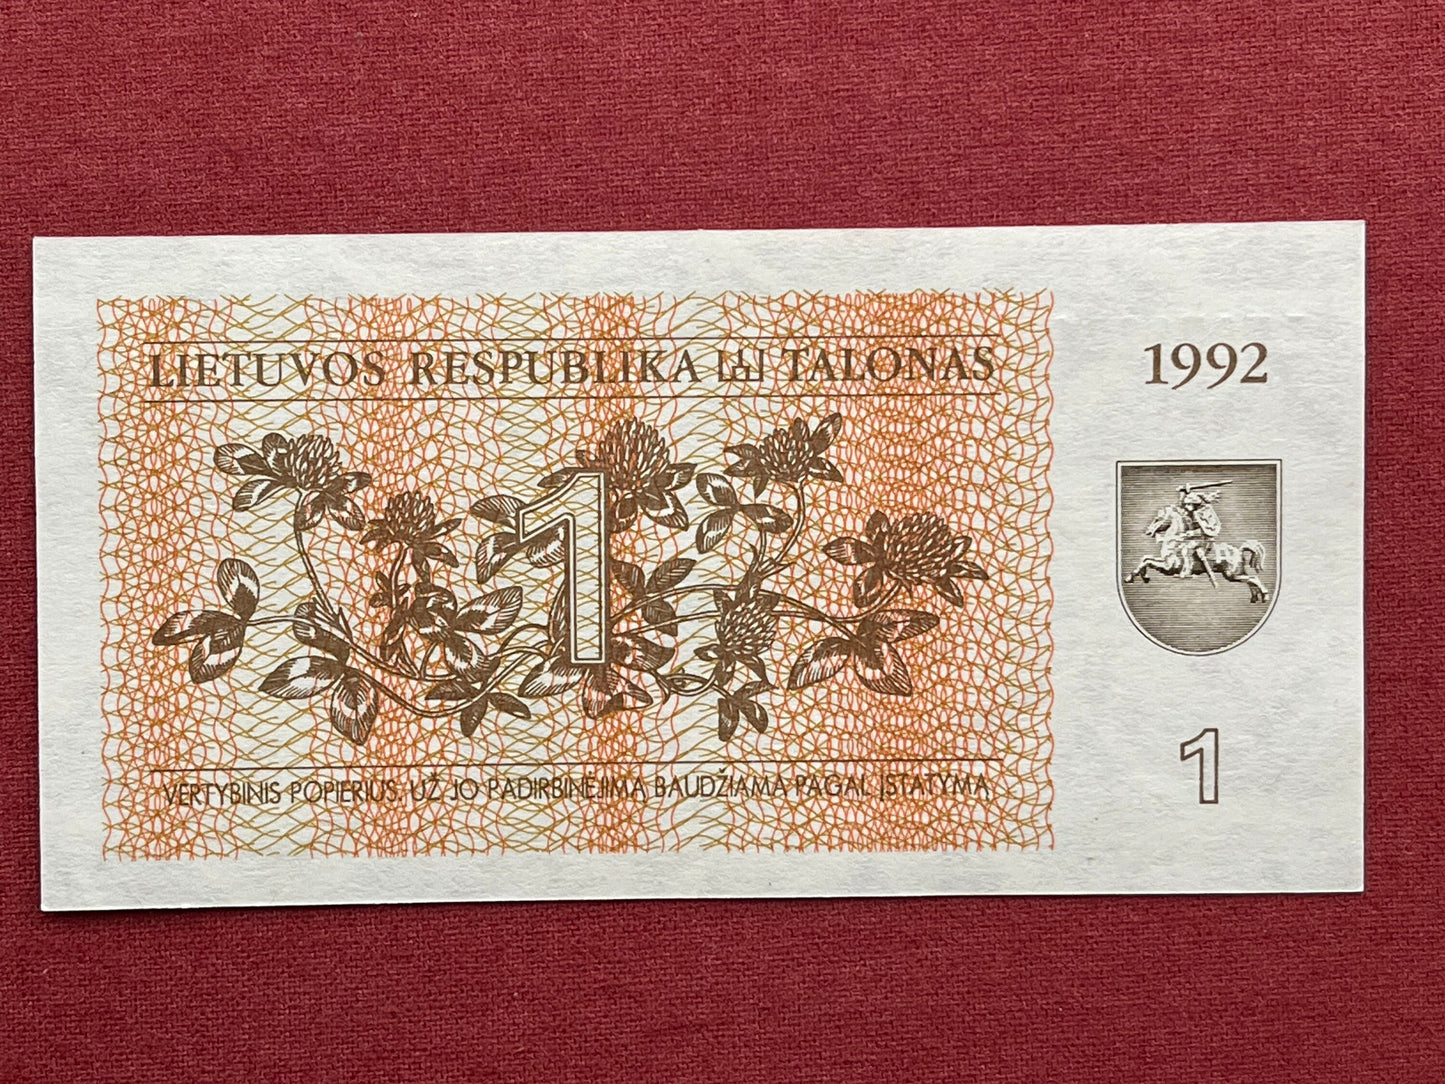 LIETUVOS RESPUBLIKA TALONAS
1992
1
1
VERTYBINIS POPIERIUS. UŽ JO PADIRBINĖJIMĄ BAUDŽIAMA PAGAL ĮSTATYMĄ